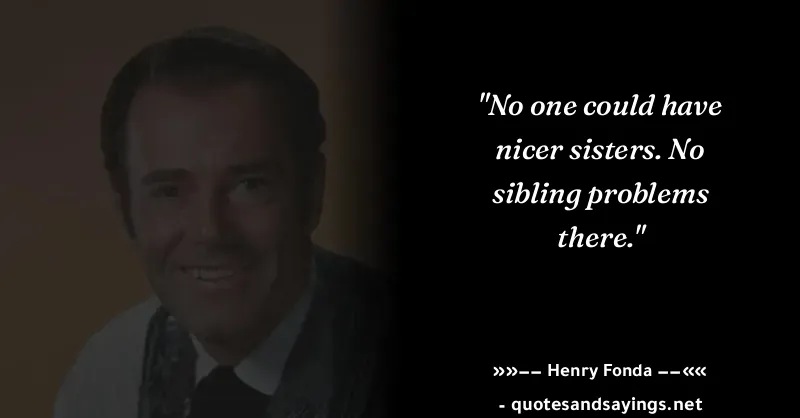 "No one could have
nicer sisters. No
sibling problems
there."
»»−− Henry Fonda −−««
- quotesandsayings.net